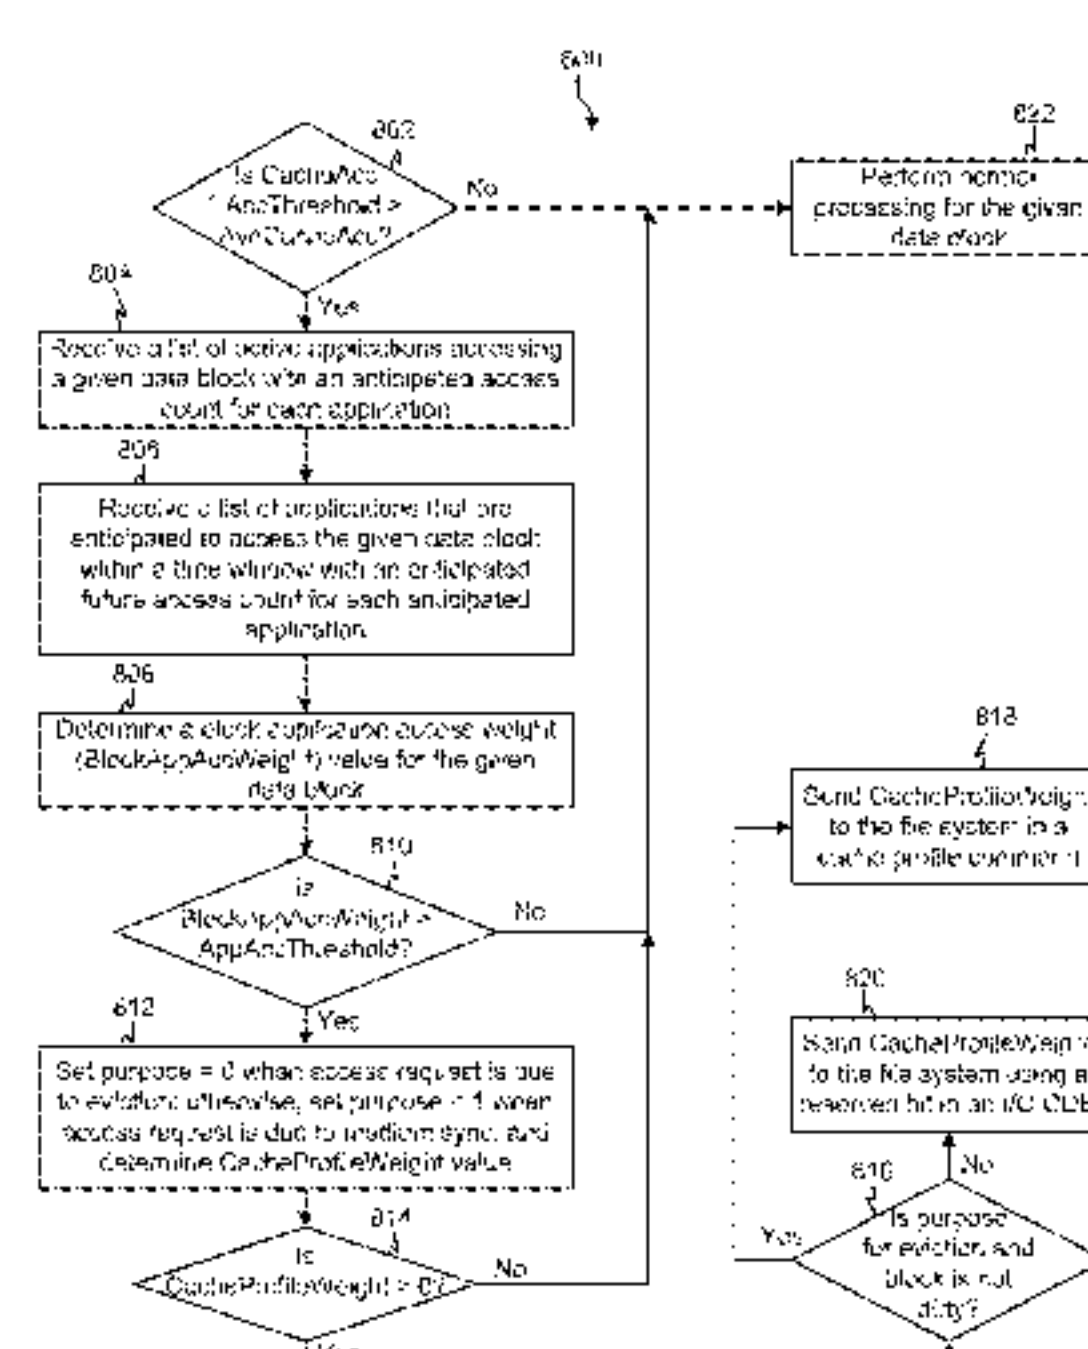 800
802
Is CacheAcc
* AccThreshold >
AveCacheAcc?
No
822
Perform normal
processing for the given
data block
Yes
804
Receive a list of active applications accessing
a given data block with an anticipated access
count for each application
806
Receive a list of applications that are
anticipated to access the given data block
within a time window with an anticipated
future access count for each anticipated
application
808
Determine a block application access weight
(BlockAppAccWeight) value for the given
data block
810
Is
BlockAppAccWeight >
AppAccThreshold?
No
Yes
812
Set purpose = 0 when access request is due
to eviction; otherwise, set purpose = 1 when
access request is due to medium sync, and
determine CacheProfileWeight value
814
Is
CacheProfileWeight > 0?
No
Yes
818
Send CacheProfileWeight
to the file system in a
cache profile command
820
Send CacheProfileWeight
to the file system using a
reserved bit in an I/O CDB
816
No
Is purpose
for eviction and
block is not
dirty?
Yes